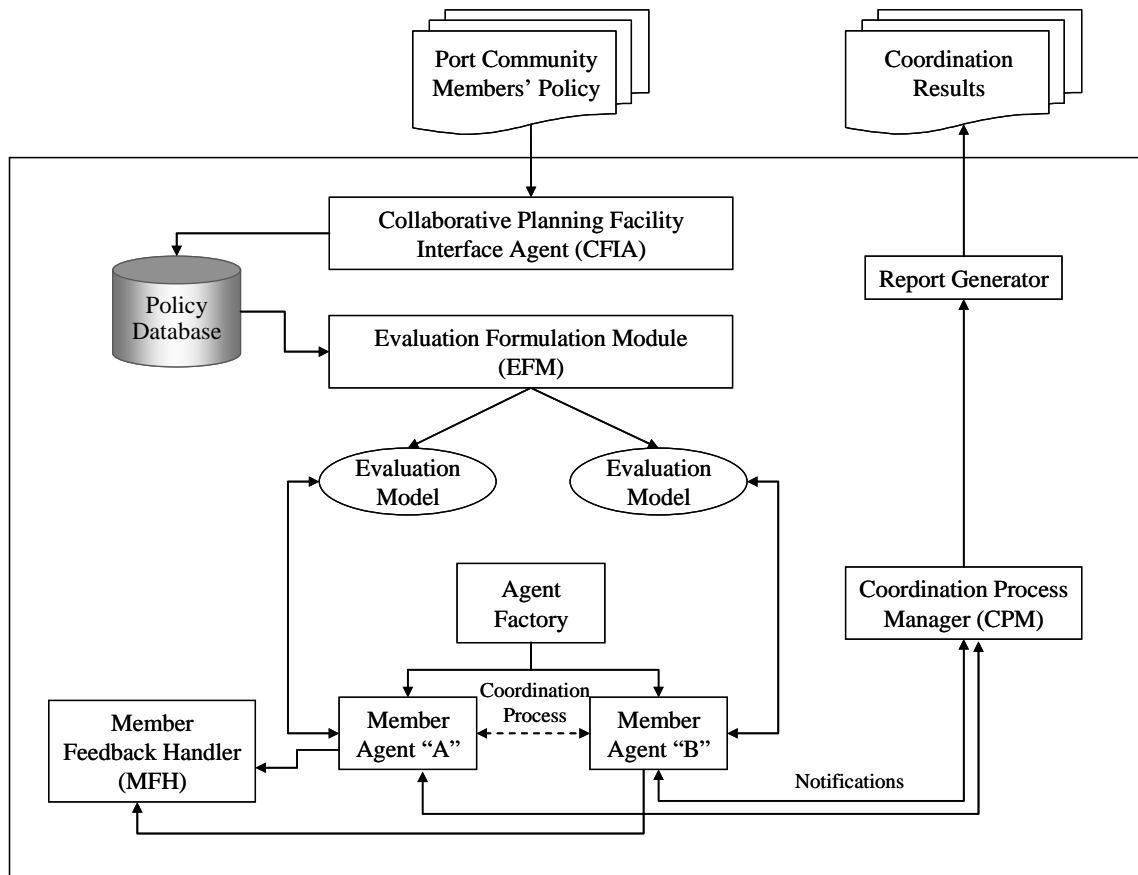 Port Community
Members’ Policy
Coordination
Results
Collaborative Planning Facility
Interface Agent (CFIA)
Policy
Database
Report Generator
Evaluation Formulation Module
(EFM)
Evaluation
Model
Evaluation
Model
Agent
Factory
Coordination Process
Manager (CPM)
Coordination
Process
Member
Agent “A”
Member
Agent “B”
Member
Feedback Handler
(MFH)
Notifications